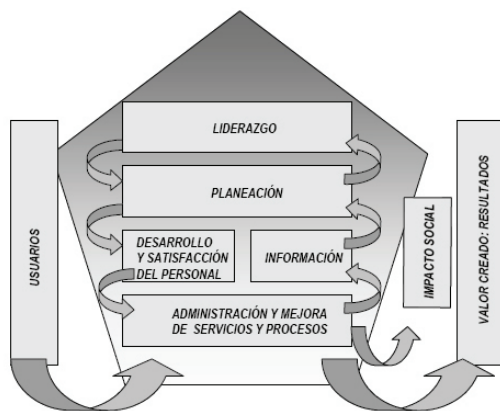 USUARIOS
LIDERAZGO
PLANEACIÓN
DESARROLLO
Y SATISFACCIÓN
DEL PERSONAL
INFORMACIÓN
ADMINISTRACIÓN Y MEJORA
DE SERVICIOS Y PROCESOS
IMPACTO SOCIAL
VALOR CREADO: RESULTADOS